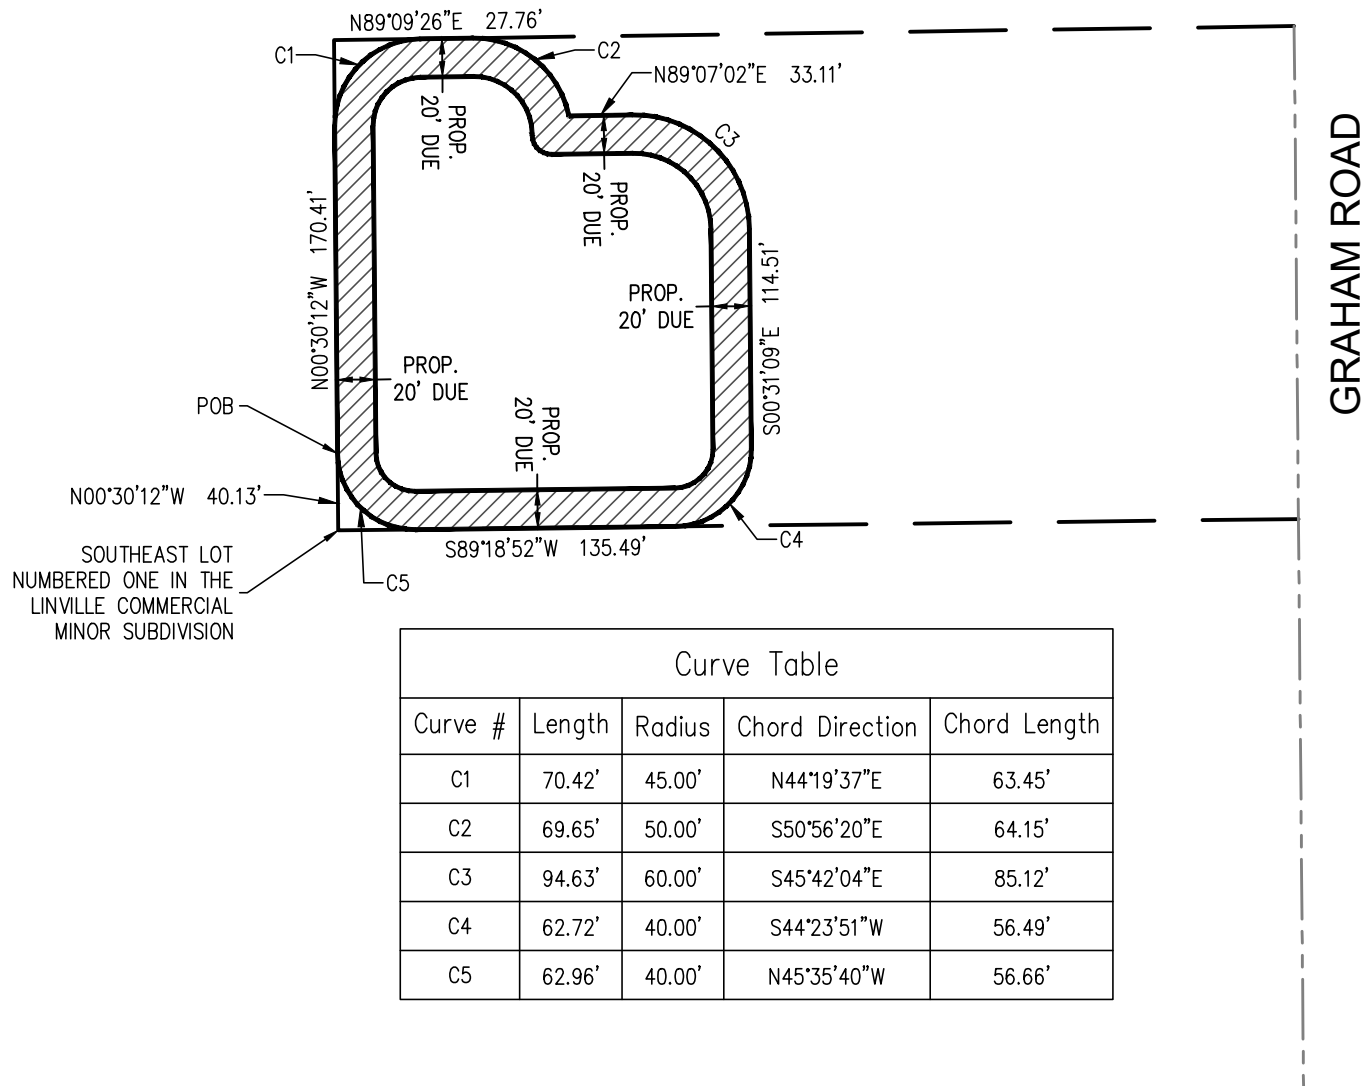 N89°09'26"E 27.76'
C1
C2
N89°07'02"E 33.11'
C3
PROP.
20' DUE
PROP.
20' DUE
GRAHAM ROAD
N00°30'12"W 170.41'
S00°31'09"E 114.51'
PROP.
20' DUE
PROP.
20' DUE
POB
PROP.
20' DUE
N00°30'12"W 40.13'
C4
S89°18'52"W 135.49'
SOUTHEAST LOT
NUMBERED ONE IN THE
LINVILLE COMMERCIAL
MINOR SUBDIVISION
C5
Curve Table
Curve # Length Radius Chord Direction Chord Length
C1 70.42' 45.00' N44°19'37"E 63.45'
C2 69.65' 50.00' S50°56'20"E 64.15'
C3 94.63' 60.00' S45°42'04"E 85.12'
C4 62.72' 40.00' S44°23'51"W 56.49'
C5 62.96' 40.00' N45°35'40"W 56.66'